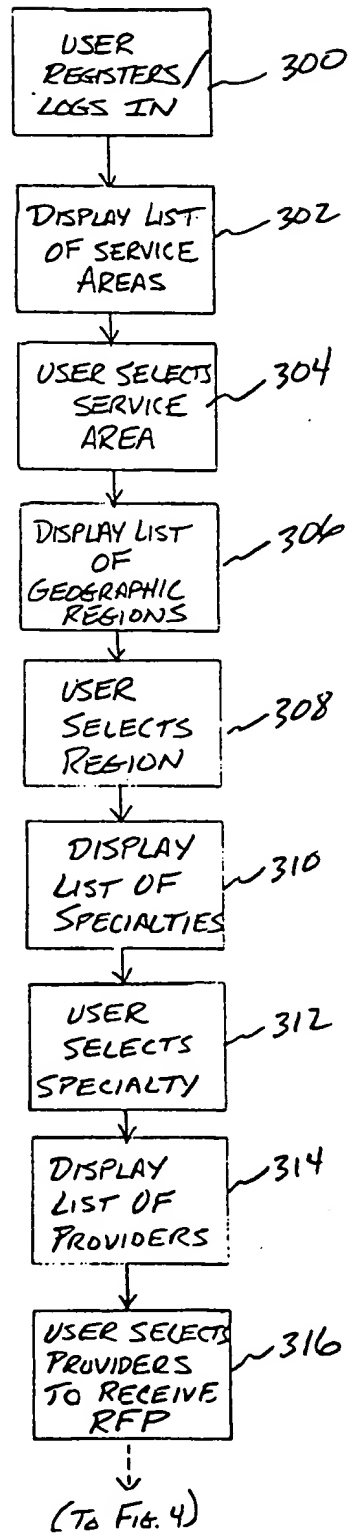 USER
REGISTERS/
LOGS IN
300
DISPLAY LIST
OF SERVICE
AREAS
302
USER SELECTS
SERVICE
AREA
304
DISPLAY LIST
OF
GEOGRAPHIC
REGIONS
306
USER
SELECTS
REGION
308
DISPLAY
LIST OF
SPECIALTIES
310
USER
SELECTS
SPECIALTY
312
DISPLAY
LIST OF
PROVIDERS
314
USER SELECTS
PROVIDERS
TO RECEIVE
RFP
316
(TO FIG. 4)